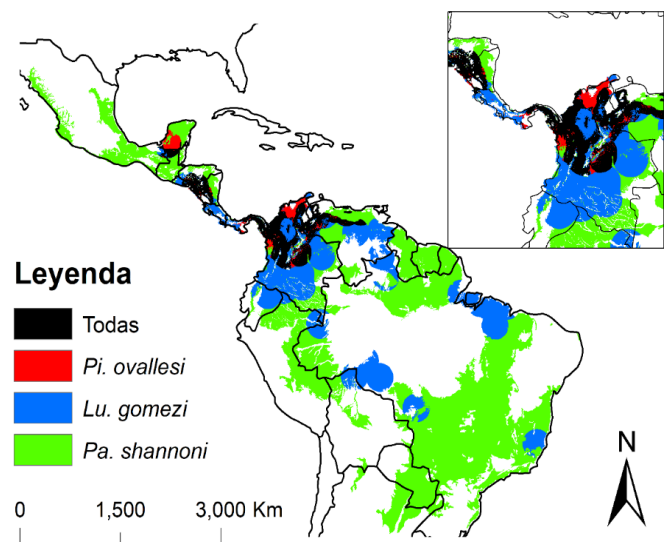 Leyenda
Todas
Pi. ovallesi
Lu. gomezi
Pa. shannoni
0 1,500 3,000 Km
N